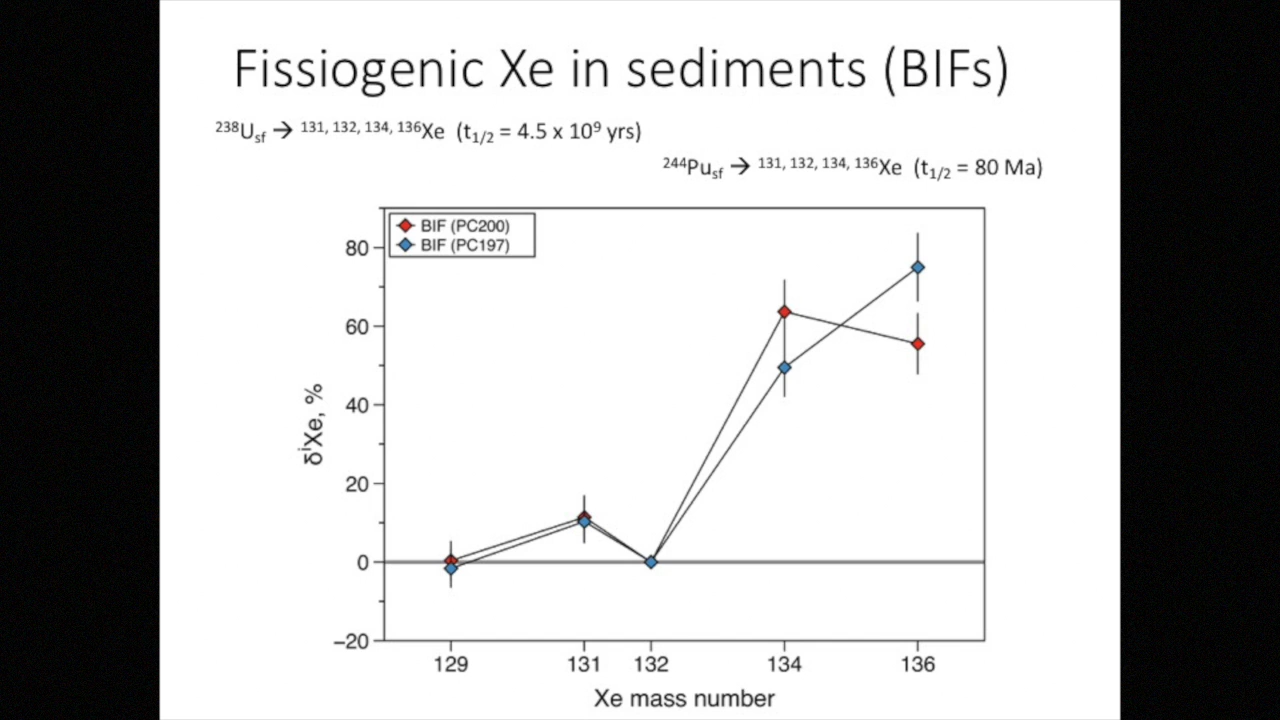 Fissiogenic Xe in sediments (BIFs)
²³⁸U_sf → ¹³¹, ¹³², ¹³⁴, ¹³⁶Xe (t₁/₂ = 4.5 x 10⁹ yrs)
²⁴⁴Pu_sf → ¹³¹, ¹³², ¹³⁴, ¹³⁶Xe (t₁/₂ = 80 Ma)
BIF (PC200)
BIF (PC197)
80
60
40
20
0
−20
δⁱXe, %
129 131 132 134 136
Xe mass number